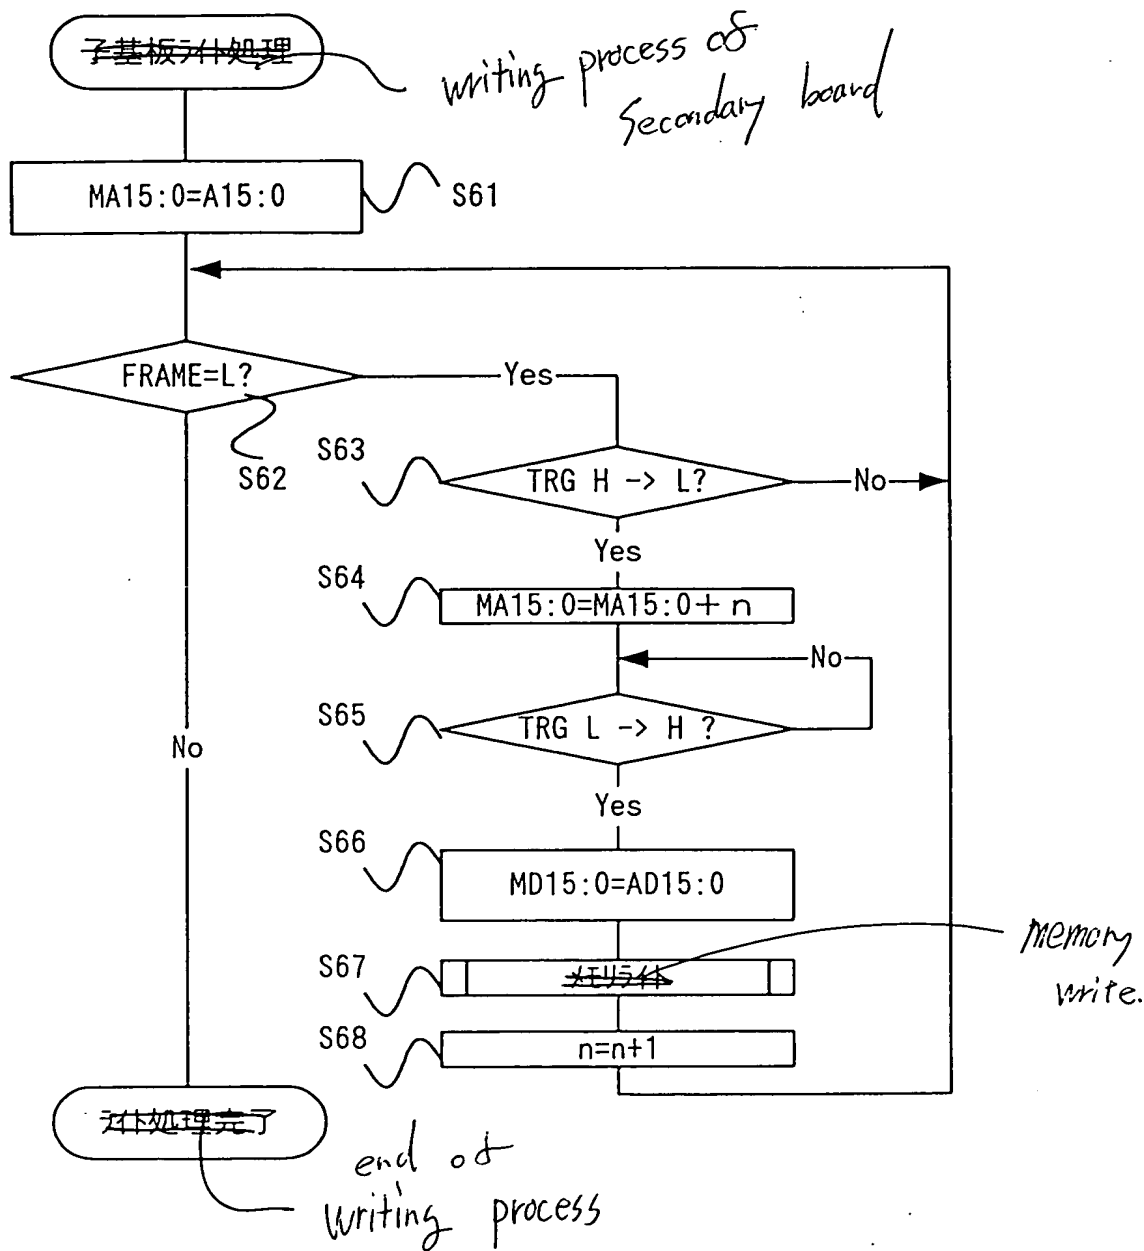 子基板ライト処理
writing process of
Secondary board
MA15:0=A15:0
S61
FRAME=L?
Yes
S62
S63
TRG H -> L?
No
Yes
S64
MA15:0=MA15:0+ n
No
S65
TRG L -> H ?
No
Yes
S66
MD15:0=AD15:0
S67
メモリライト
memory
write.
S68
n=n+1
ライト処理完了
end of
writing process